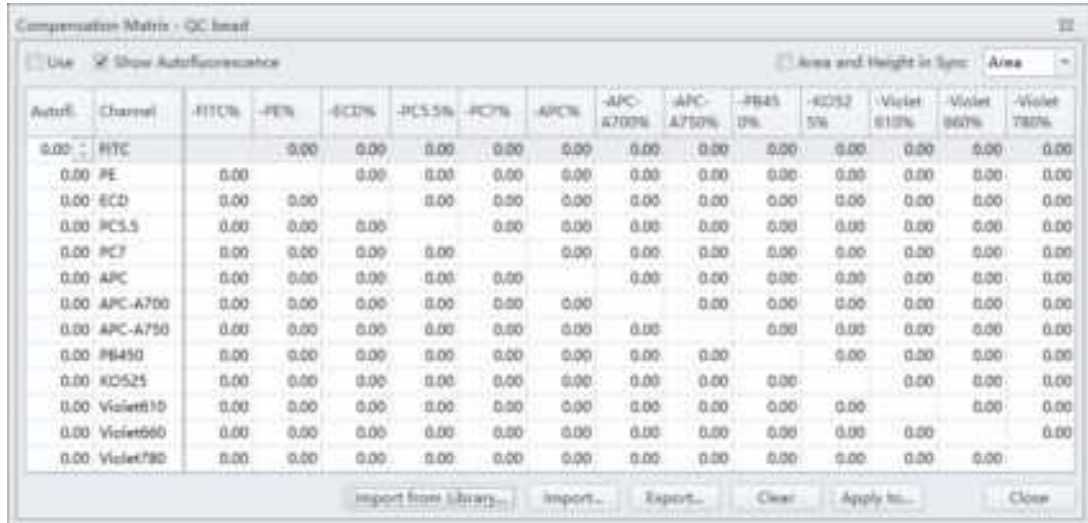 Compensation Matrix - QC bead
Use Show Autofluorescence Area and Height in Sync Area
Autofl. Channel -FITC% -PE% -ECD% -PC5.5% -PC7% -APC% -APC-A700% -APC-A750% -PB450% -KO525% -Violet610% -Violet660% -Violet780%
0.00 FITC 0.00 0.00 0.00 0.00 0.00 0.00 0.00 0.00 0.00 0.00 0.00 0.00
0.00 PE 0.00 0.00 0.00 0.00 0.00 0.00 0.00 0.00 0.00 0.00 0.00 0.00
0.00 ECD 0.00 0.00 0.00 0.00 0.00 0.00 0.00 0.00 0.00 0.00 0.00 0.00
0.00 PC5.5 0.00 0.00 0.00 0.00 0.00 0.00 0.00 0.00 0.00 0.00 0.00 0.00
0.00 PC7 0.00 0.00 0.00 0.00 0.00 0.00 0.00 0.00 0.00 0.00 0.00 0.00
0.00 APC 0.00 0.00 0.00 0.00 0.00 0.00 0.00 0.00 0.00 0.00 0.00 0.00
0.00 APC-A700 0.00 0.00 0.00 0.00 0.00 0.00 0.00 0.00 0.00 0.00 0.00 0.00
0.00 APC-A750 0.00 0.00 0.00 0.00 0.00 0.00 0.00 0.00 0.00 0.00 0.00 0.00
0.00 PB450 0.00 0.00 0.00 0.00 0.00 0.00 0.00 0.00 0.00 0.00 0.00 0.00
0.00 KO525 0.00 0.00 0.00 0.00 0.00 0.00 0.00 0.00 0.00 0.00 0.00 0.00
0.00 Violet610 0.00 0.00 0.00 0.00 0.00 0.00 0.00 0.00 0.00 0.00 0.00 0.00
0.00 Violet660 0.00 0.00 0.00 0.00 0.00 0.00 0.00 0.00 0.00 0.00 0.00 0.00
0.00 Violet780 0.00 0.00 0.00 0.00 0.00 0.00 0.00 0.00 0.00 0.00 0.00 0.00
Import from Library... Import... Export... Clear Apply to... Close